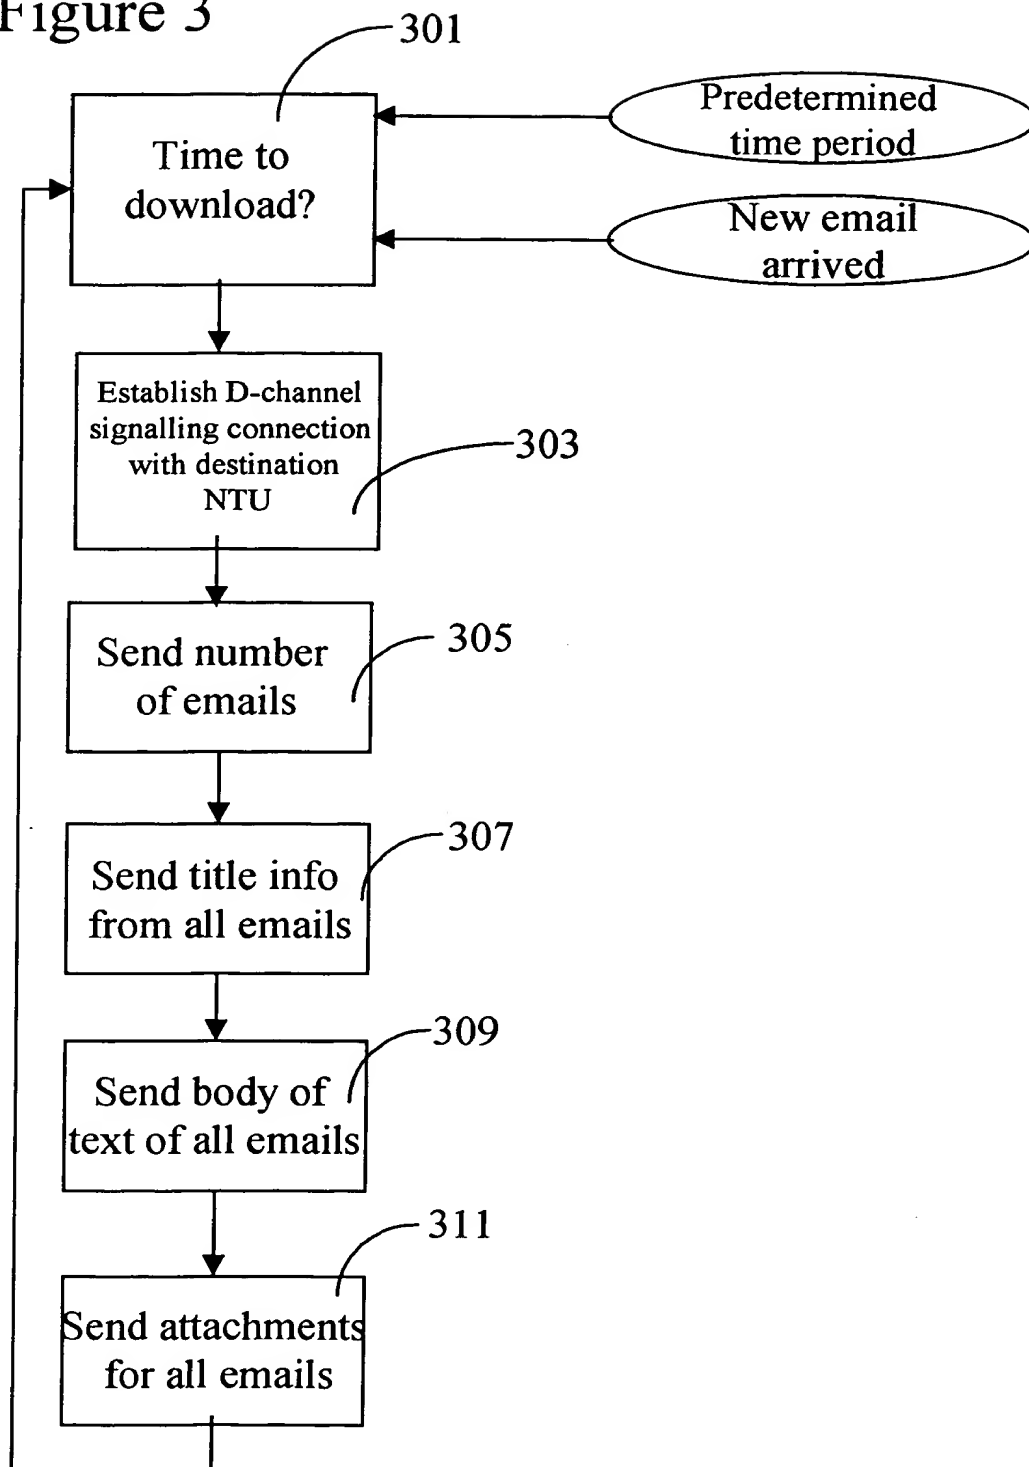 Figure 3
301
Time to
download?
Predetermined
time period
New email
arrived
Establish D-channel
signalling connection
with destination
NTU
303
Send number
of emails
305
Send title info
from all emails
307
Send body of
text of all emails
309
Send attachments
for all emails
311